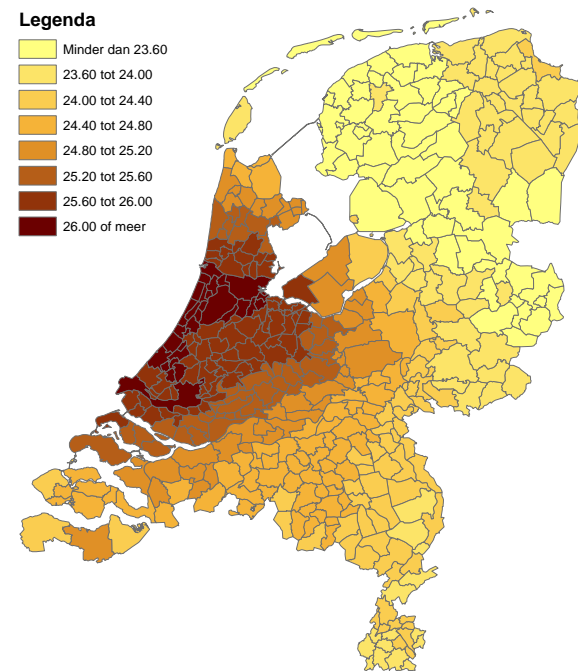 Legenda
Minder dan 23.60
23.60 tot 24.00
24.00 tot 24.40
24.40 tot 24.80
24.80 tot 25.20
25.20 tot 25.60
25.60 tot 26.00
26.00 of meer